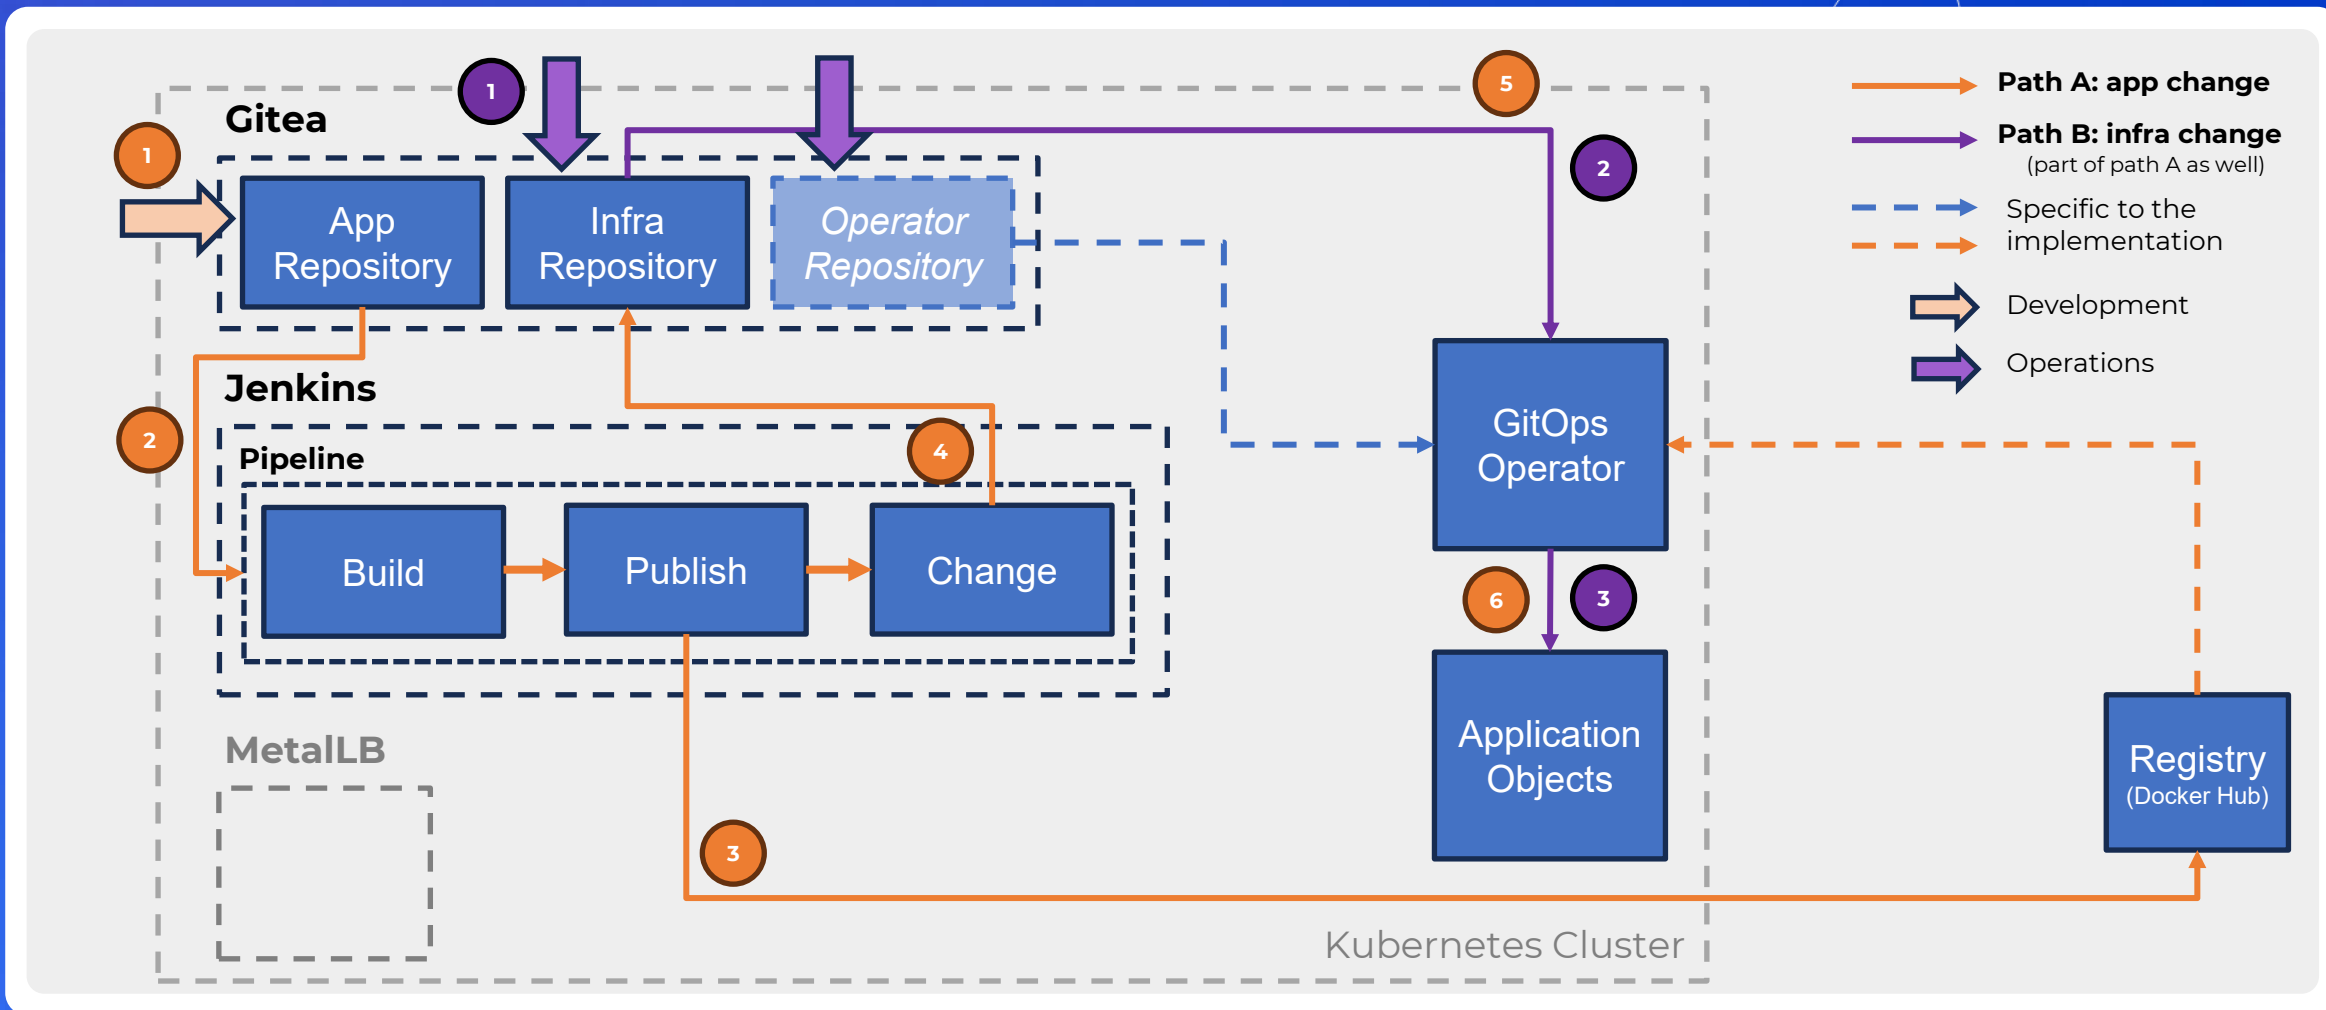 1
5
Path A: app change
Gitea
Path B: infra change
(part of path A as well)
1
2
App
Repository
Infra
Repository
Operator
Repository
Specific to the
implementation
Development
Operations
Jenkins
2
Pipeline
4
GitOps
Operator
Build
Publish
Change
6
3
MetalLB
Application
Objects
Registry
(Docker Hub)
3
Kubernetes Cluster